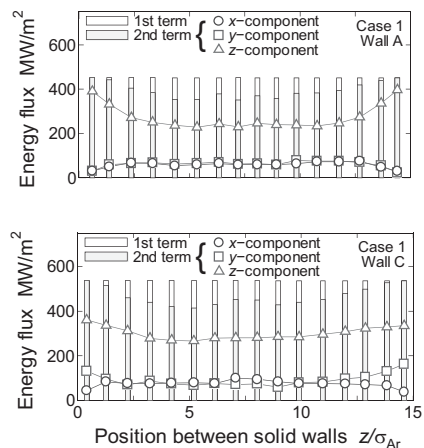 Energy flux MW/m²
600
400
200
0
1st term
2nd term
x-component
y-component
z-component
Case 1
Wall A
Energy flux MW/m²
600
400
200
0
1st term
2nd term
x-component
y-component
z-component
Case 1
Wall C
0 5 10 15
Position between solid walls z/σAr